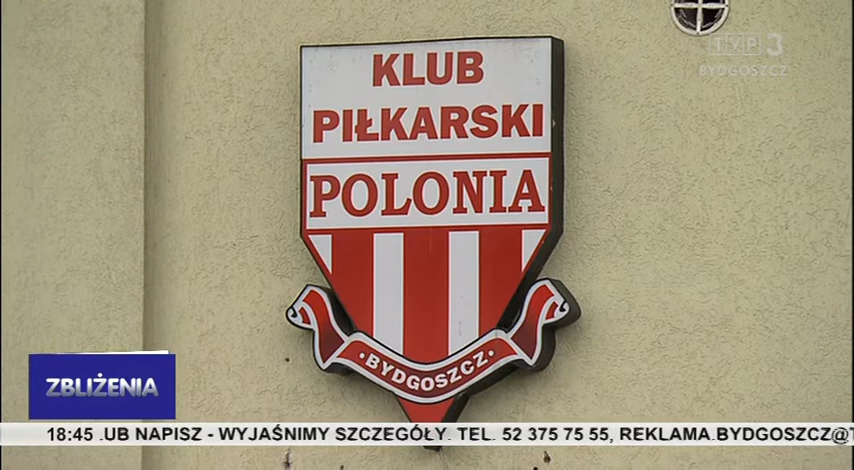 TVP 3
BYDGOSZCZ
KLUB
PIŁKARSKI
POLONIA
·BYDGOSZCZ·
ZBLIŻENIA
18:45 .UB NAPISZ - WYJAŚNIMY SZCZEGÓŁY. TEL. 52 375 75 55, REKLAMA.BYDGOSZCZ@T